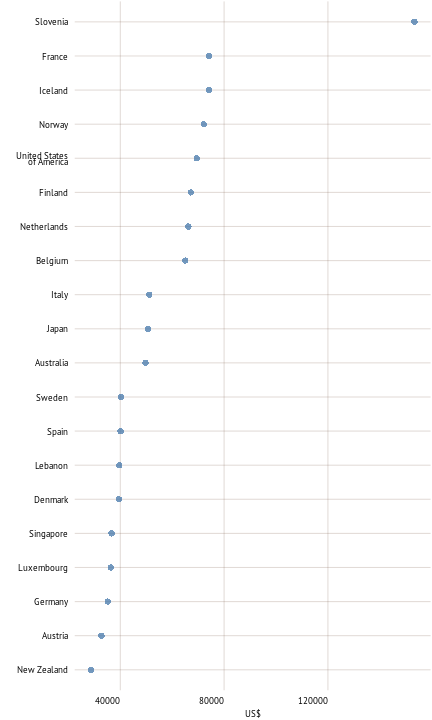 Slovenia
France
Iceland
Norway
United States
of America
Finland
Netherlands
Belgium
Italy
Japan
Australia
Sweden
Spain
Lebanon
Denmark
Singapore
Luxembourg
Germany
Austria
New Zealand
40000 80000 120000
US$